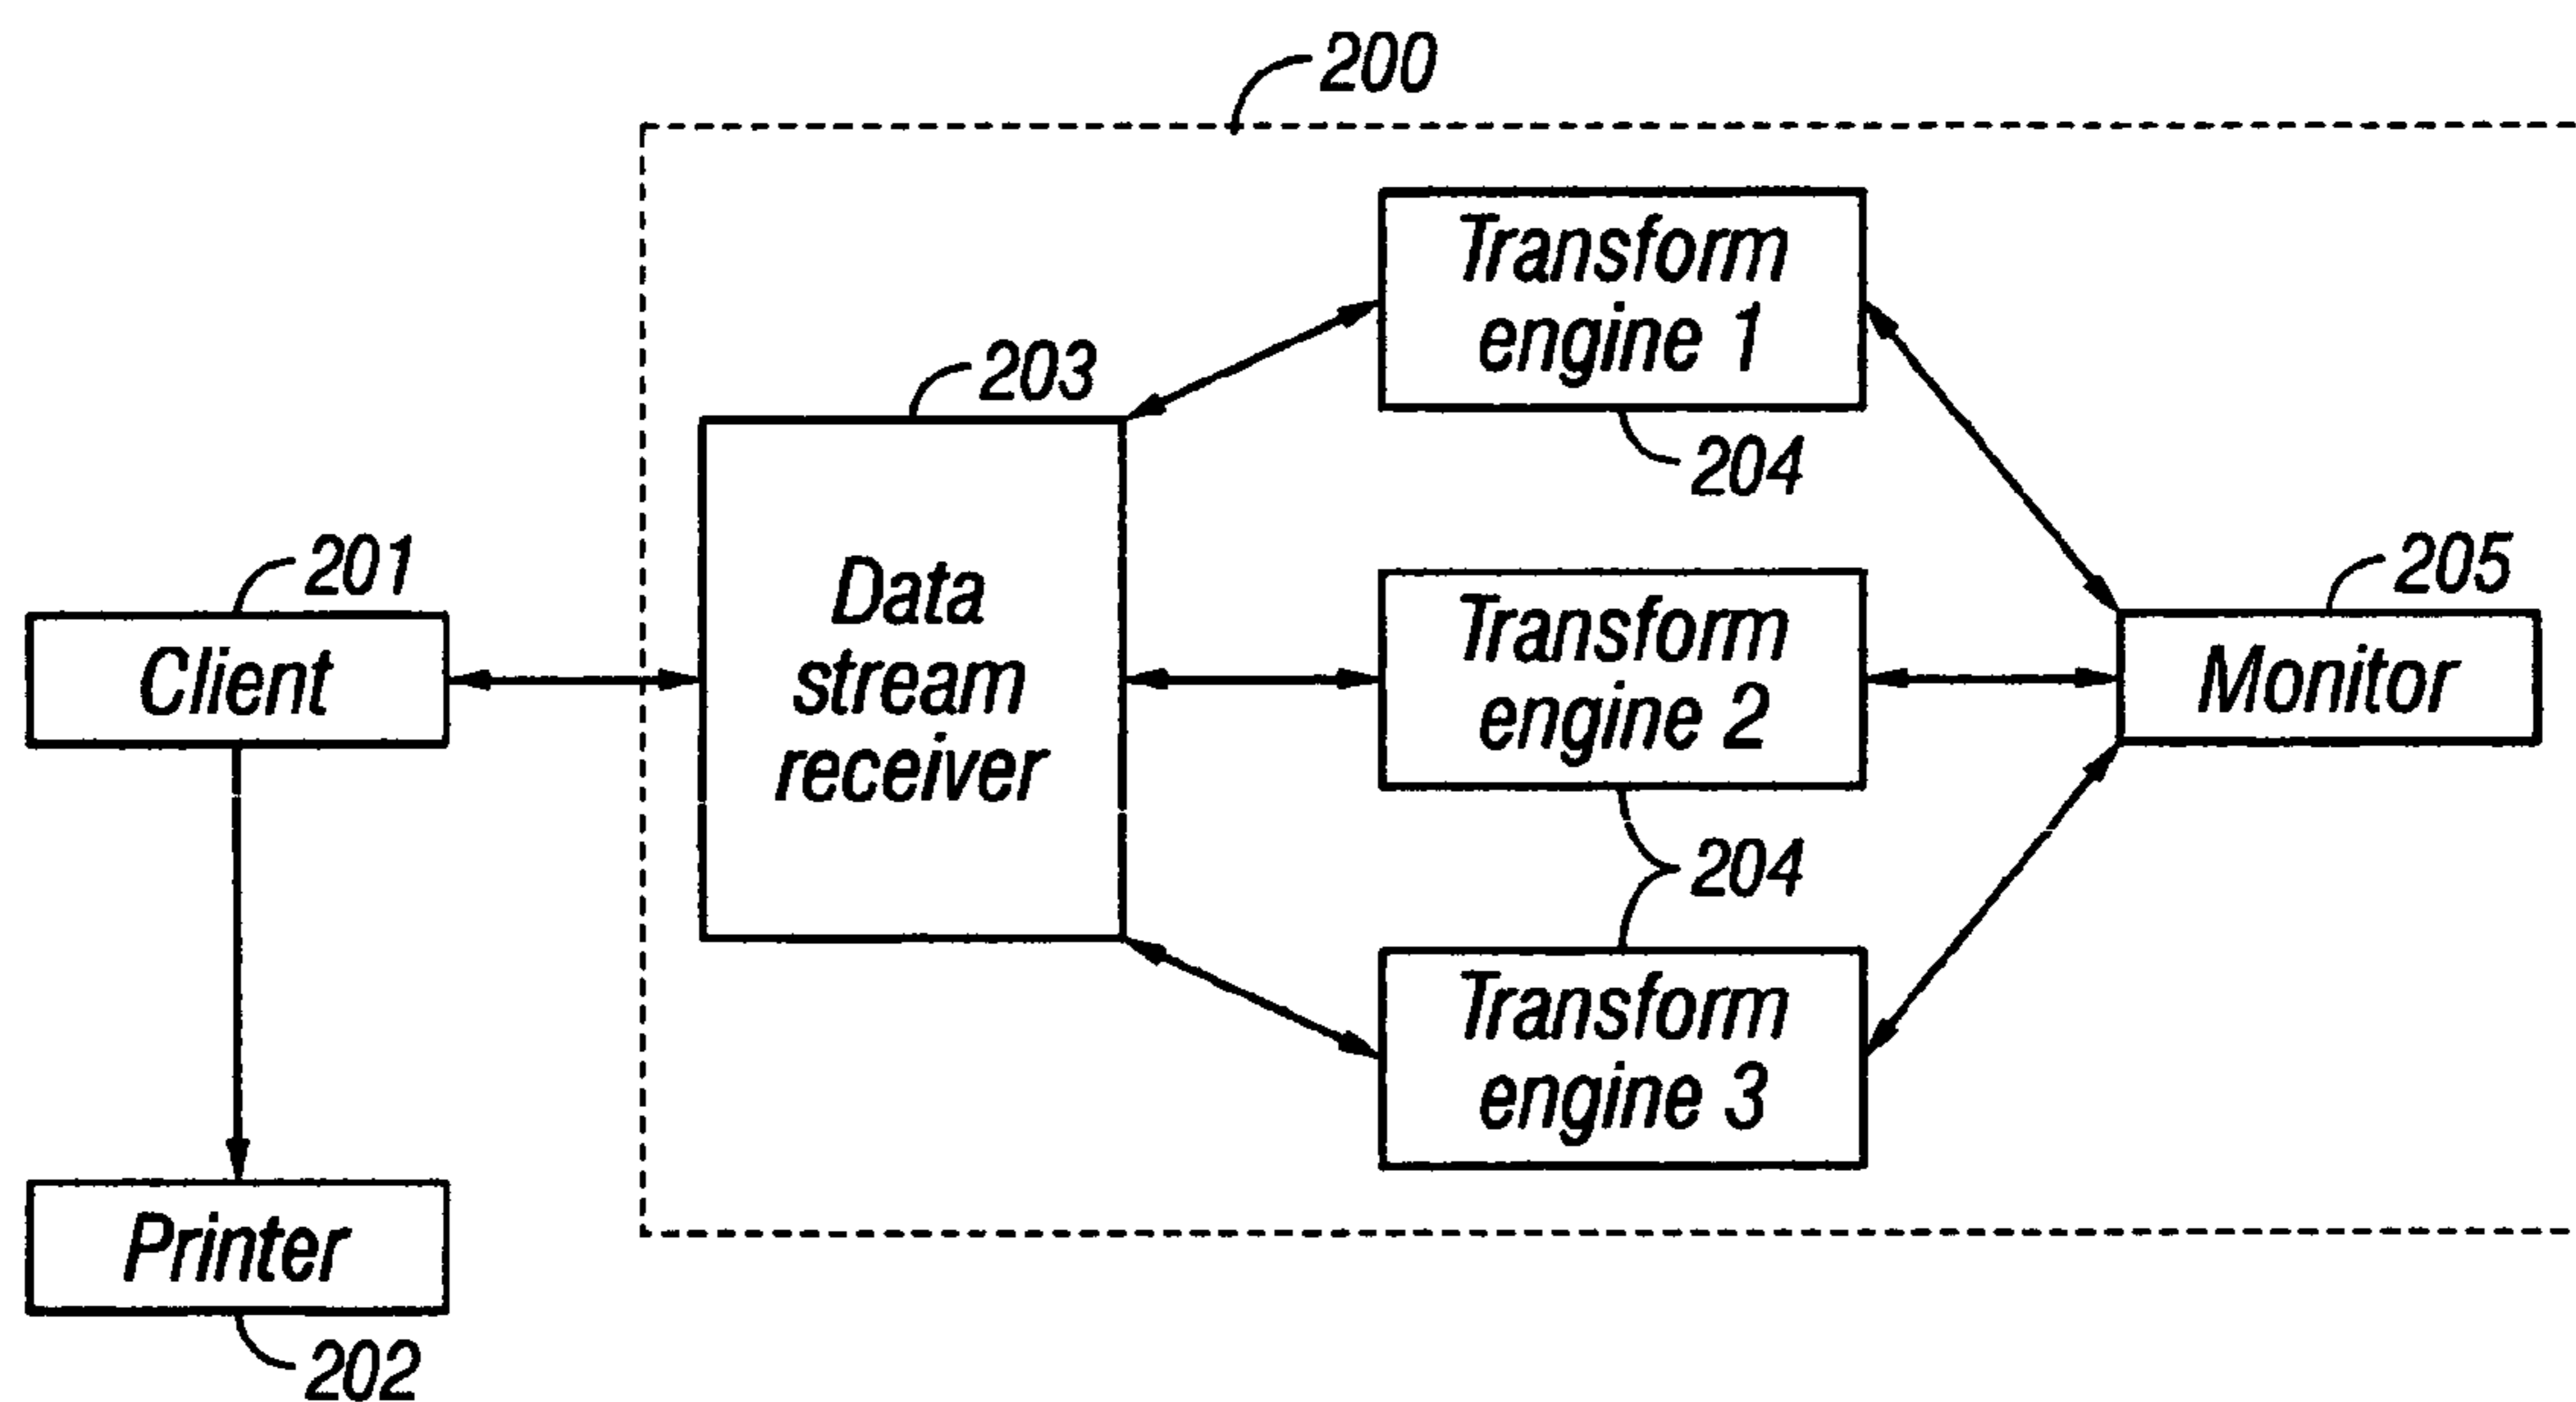 200
Transform
engine 1
204
203
Data
stream
receiver
201
Client
Transform
engine 2
204
205
Monitor
Transform
engine 3
Printer
202